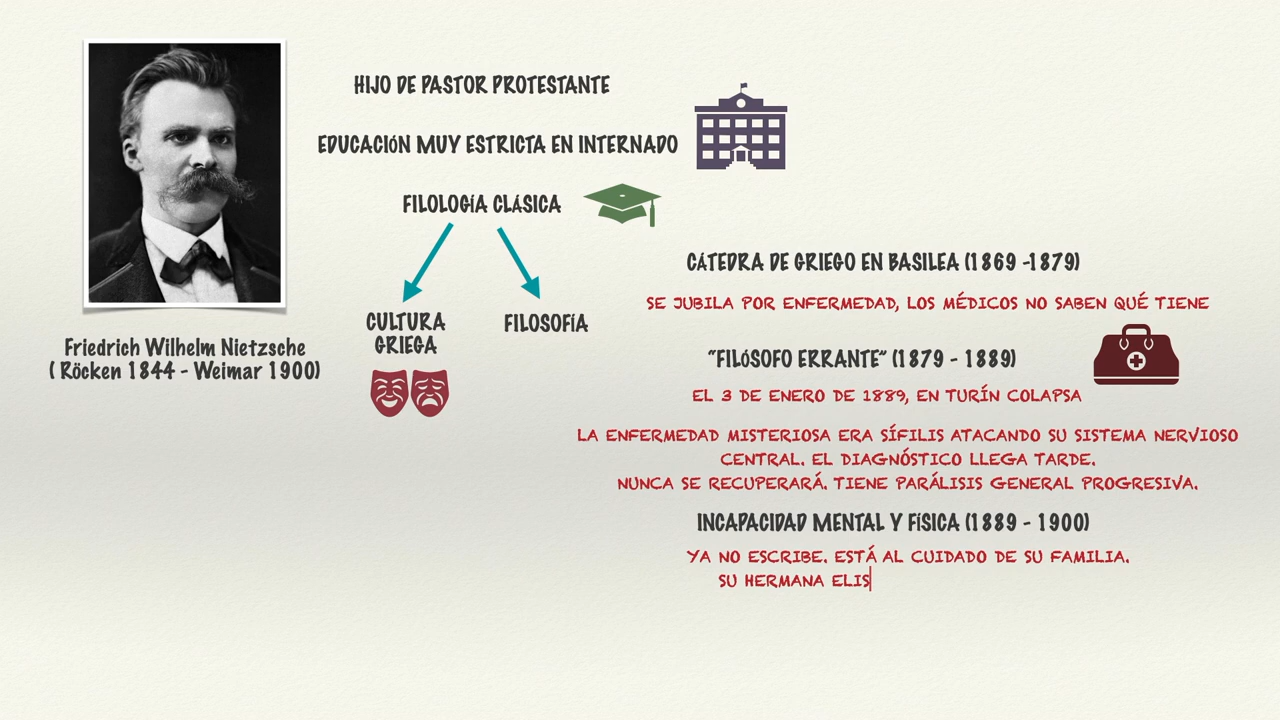 HIJO DE PASTOR PROTESTANTE
EDUCACIÓN MUY ESTRICTA EN INTERNADO
FILOLOGÍA CLÁSICA
CULTURA
GRIEGA
FILOSOFÍA
Friedrich Wilhelm Nietzsche
( Röcken 1844 - Weimar 1900)
CÁTEDRA DE GRIEGO EN BASILEA (1869 -1879)
SE JUBILA POR ENFERMEDAD, LOS MÉDICOS NO SABEN QUÉ TIENE
"FILÓSOFO ERRANTE" (1879 - 1889)
EL 3 DE ENERO DE 1889, EN TURÍN COLAPSA
LA ENFERMEDAD MISTERIOSA ERA SÍFILIS ATACANDO SU SISTEMA NERVIOSO
CENTRAL. EL DIAGNÓSTICO LLEGA TARDE.
NUNCA SE RECUPERARÁ. TIENE PARÁLISIS GENERAL PROGRESIVA.
INCAPACIDAD MENTAL Y FÍSICA (1889 - 1900)
YA NO ESCRIBE. ESTÁ AL CUIDADO DE SU FAMILIA.
SU HERMANA ELIS